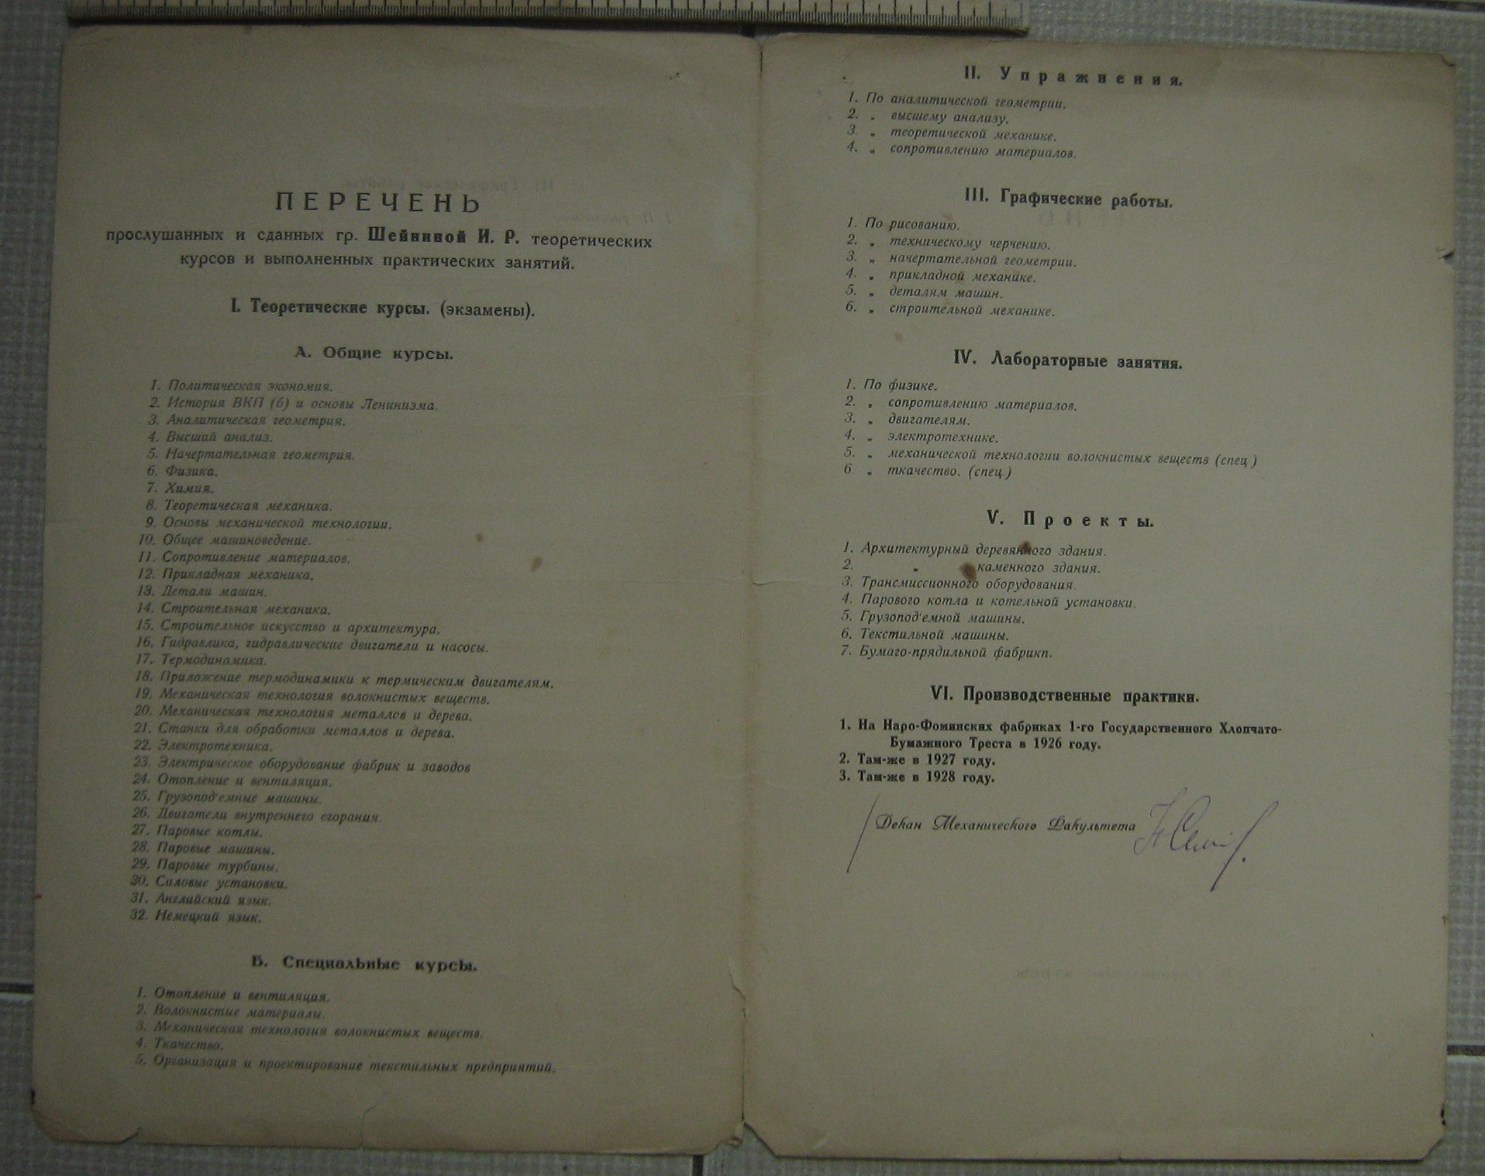 ПЕРЕЧЕНЬ
прослушанных и сданных гр. Шейниной И. Р. теоретических
курсов и выполненных практических занятий.
I. Теоретические курсы. (экзамены).
А. Общие курсы.
1. Политическая экономия.
2. История ВКП (б) и основы Ленинизма.
3. Аналитическая геометрия.
4. Высший анализ.
5. Начертательная геометрия.
6. Физика.
7. Химия.
8. Теоретическая механика.
9. Основы механической технологии.
10. Общее машиноведение.
11. Сопротивление материалов.
12. Прикладная механика.
13. Детали машин.
14. Строительная механика.
15. Строительное искусство и архитектура.
16. Гидравлика, гидравлические двигатели и насосы.
17. Термодинамика.
18. Приложение термодинамики к термическим двигателям.
19. Механическая технология волокнистых веществ.
20. Механическая технология металлов и дерева.
21. Станки для обработки металлов и дерева.
22. Электротехника.
23. Электрическое оборудование фабрик и заводов
24. Отопление и вентиляция.
25. Грузопод'емные машины.
26. Двигатели внутреннего сгорания.
27. Паровые котлы.
28. Паровые машины.
29. Паровые турбины.
30. Силовые установки.
31. Английский язык.
32. Немецкий язык.
Б. Специальные курсы.
1. Отопление и вентиляция.
2. Волокнистые материалы.
3. Механическая технология волокнистых веществ.
4. Ткачество.
5. Организация и проектирование текстильных предприятий.
II. Упражнения.
1. По аналитической геометрии.
2. „ высшему анализу.
3. „ теоретической механике.
4. „ сопротивлению материалов.
III. Графические работы.
1. По рисованию.
2. „ техническому черчению.
3. „ начертательной геометрии.
4. „ прикладной механике.
5. „ деталям машин.
6. „ строительной механике.
IV. Лабораторные занятия.
1. По физике.
2. „ сопротивлению материалов.
3. „ двигателям.
4. „ электротехнике.
5. „ механической технологии волокнистых веществ (спец )
6 „ ткачество. (спец.)
V. Проекты.
1. Архитектурный деревянного здания.
2. „ каменного здания.
3. Трансмиссионного оборудования.
4. Парового котла и котельной установки.
5. Грузопод'емной машины.
6. Текстильной машины.
7. Бумаго-прядильной фабрики.
VI. Производственные практики.
1. На Наро-Фоминских фабриках 1-го Государственного Хлопчато-
Бумажного Треста в 1926 году.
2. Там-же в 1927 году.
3. Там-же в 1928 году.
Декан Механического Факультета